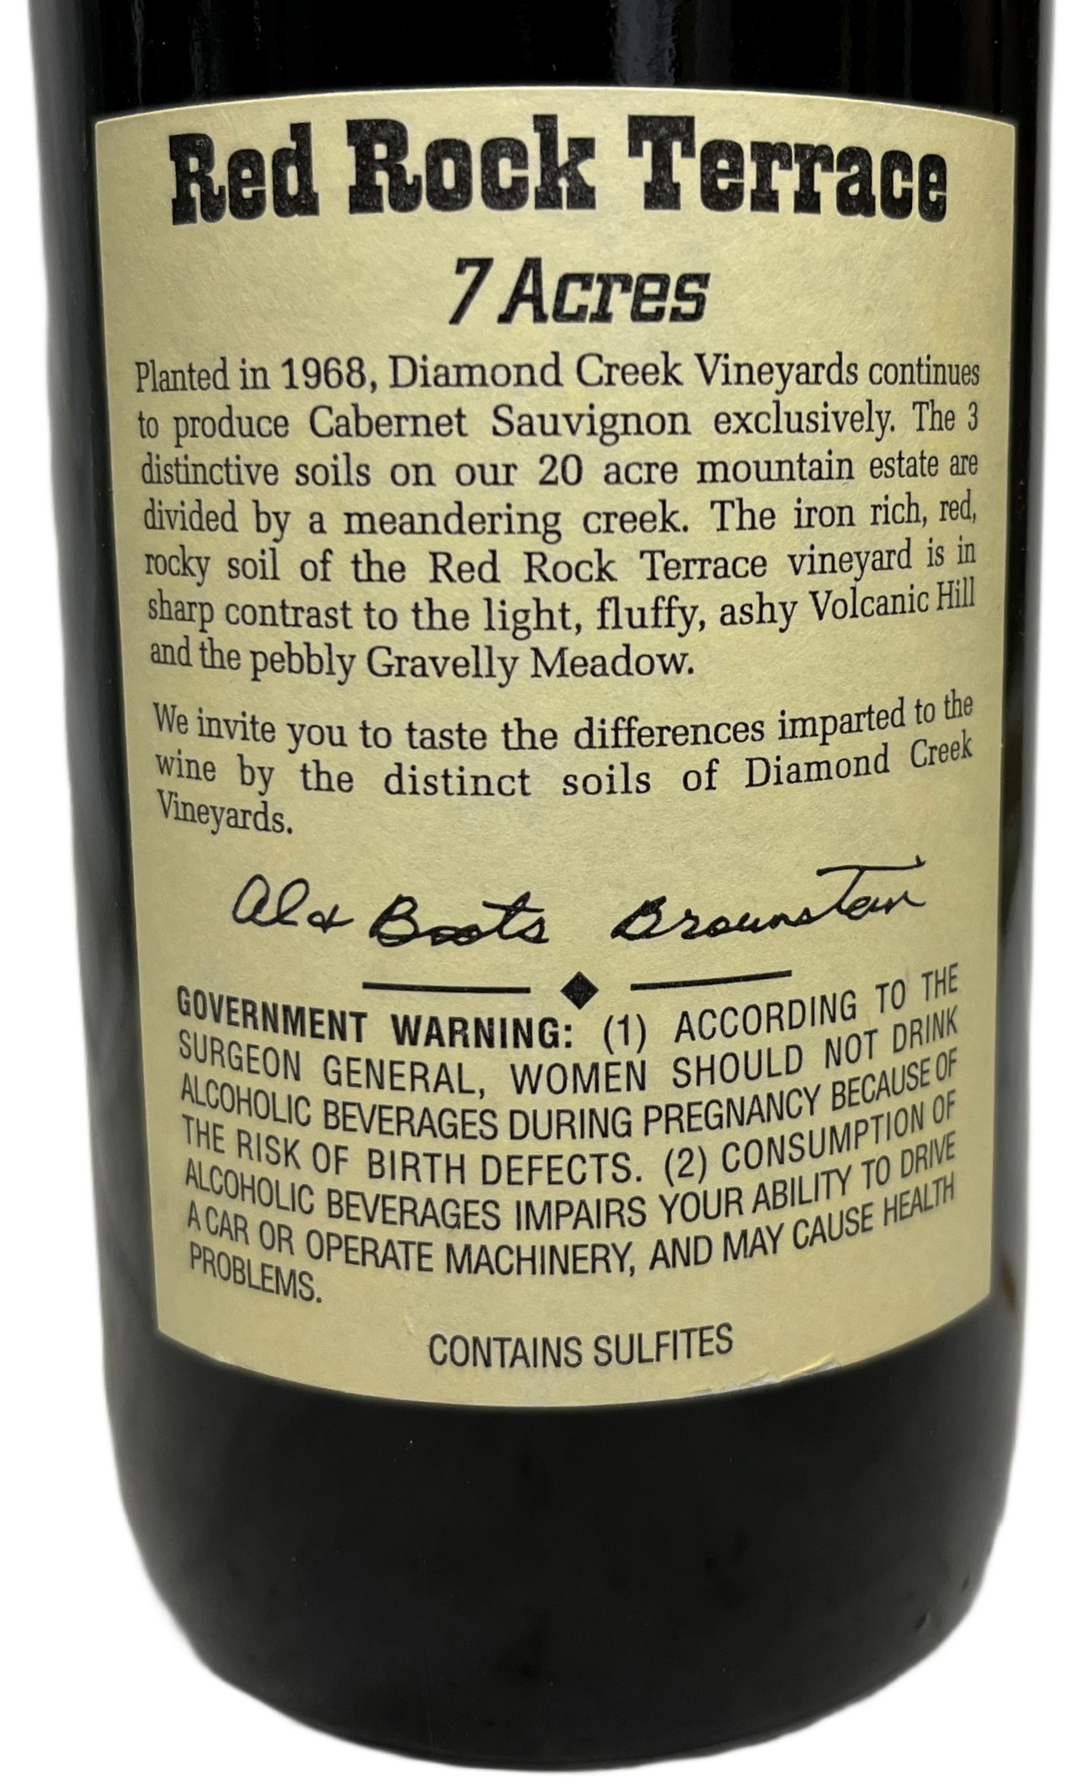 Red Rock Terrace
7 Acres
Planted in 1968, Diamond Creek Vineyards continues
to produce Cabernet Sauvignon exclusively. The 3
distinctive soils on our 20 acre mountain estate are
divided by a meandering creek. The iron rich, red,
rocky soil of the Red Rock Terrace vineyard is in
sharp contrast to the light, fluffy, ashy Volcanic Hill
and the pebbly Gravelly Meadow.
We invite you to taste the differences imparted to the
wine by the distinct soils of Diamond Creek
Vineyards.
Al & Boots Brounstein
GOVERNMENT WARNING: (1) ACCORDING TO THE
SURGEON GENERAL, WOMEN SHOULD NOT DRINK
ALCOHOLIC BEVERAGES DURING PREGNANCY BECAUSE OF
THE RISK OF BIRTH DEFECTS. (2) CONSUMPTION OF
ALCOHOLIC BEVERAGES IMPAIRS YOUR ABILITY TO DRIVE
A CAR OR OPERATE MACHINERY, AND MAY CAUSE HEALTH
PROBLEMS.
CONTAINS SULFITES